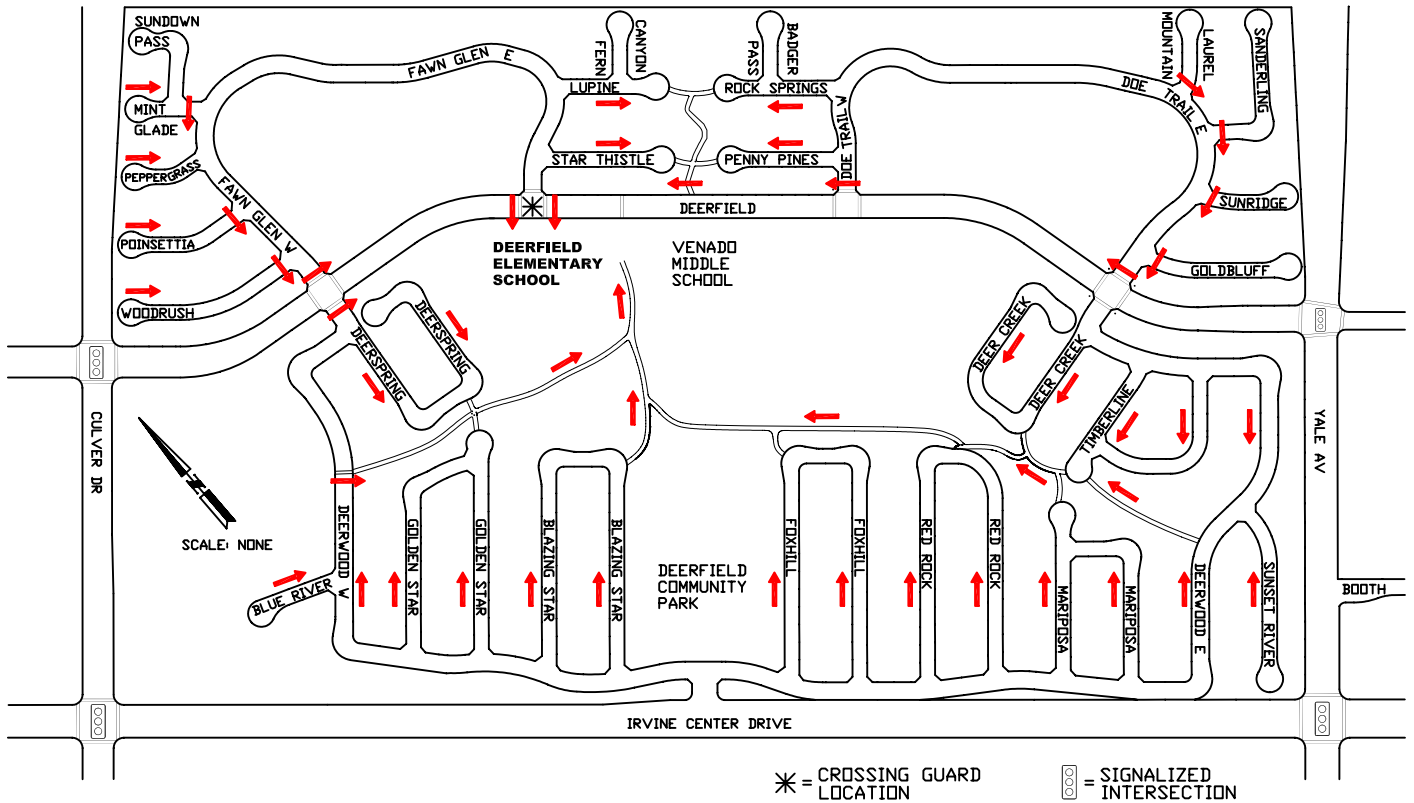 SUNDOWN
PASS
MINT
GLADE
PEPPERGRASS
POINSETTIA
WOODRUSH
FAWN GLEN W
FAWN GLEN E
FERN
CANYON
LUPINE
STAR THISTLE
PASS
BADGER
ROCK SPRINGS
PENNY PINES
DOE TRAIL W
DOE TRAIL E
MOUNTAIN
LAUREL
SANDERLING
SUNRIDGE
GOLDBLUFF
DEERFIELD
DEERFIELD
ELEMENTARY
SCHOOL
VENADO
MIDDLE
SCHOOL
DEERSPRING
DEERSPRING
DEER CREEK
DEER CREEK
TIMBERLINE
CULVER DR
YALE AV
N
SCALE: NONE
BLUE RIVER
DEERWOOD W
GOLDEN STAR
GOLDEN STAR
BLAZING STAR
BLAZING STAR
DEERFIELD
COMMUNITY
PARK
FOXHILL
FOXHILL
RED ROCK
RED ROCK
MARIPOSA
MARIPOSA
DEERWOOD E
SUNSET RIVER
BOOTH
IRVINE CENTER DRIVE
= CROSSING GUARD
LOCATION
= SIGNALIZED
INTERSECTION